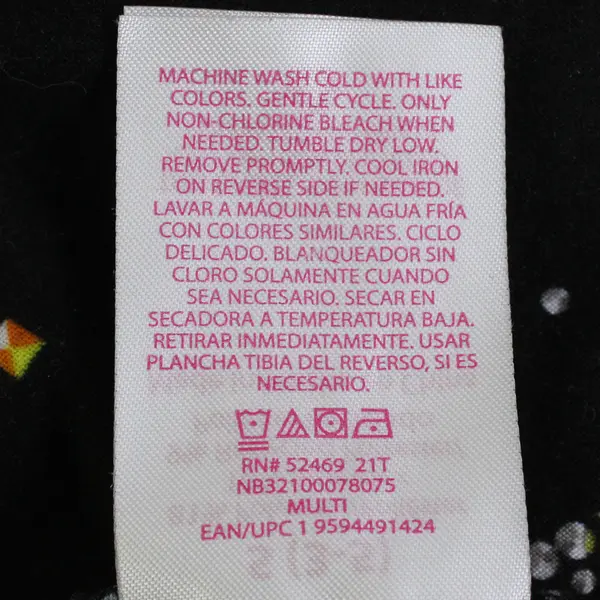 MACHINE WASH COLD WITH LIKE
COLORS. GENTLE CYCLE. ONLY
NON-CHLORINE BLEACH WHEN
NEEDED. TUMBLE DRY LOW.
REMOVE PROMPTLY. COOL IRON
ON REVERSE SIDE IF NEEDED.
LAVAR A MÁQUINA EN AGUA FRÍA
CON COLORES SIMILARES. CICLO
DELICADO. BLANQUEADOR SIN
CLORO SOLAMENTE CUANDO
SEA NECESARIO. SECAR EN
SECADORA A TEMPERATURA BAJA.
RETIRAR INMEDIATAMENTE. USAR
PLANCHA TIBIA DEL REVERSO, SI ES
NECESARIO.
RN# 52469 21T
NB32100078075
MULTI
EAN/UPC 1 9594491424